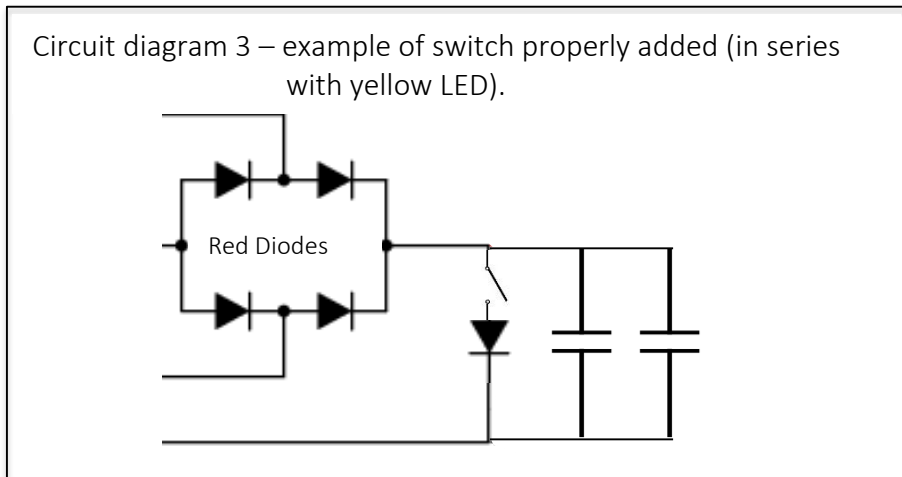 Circuit diagram 3 – example of switch properly added (in series
with yellow LED).
Red Diodes